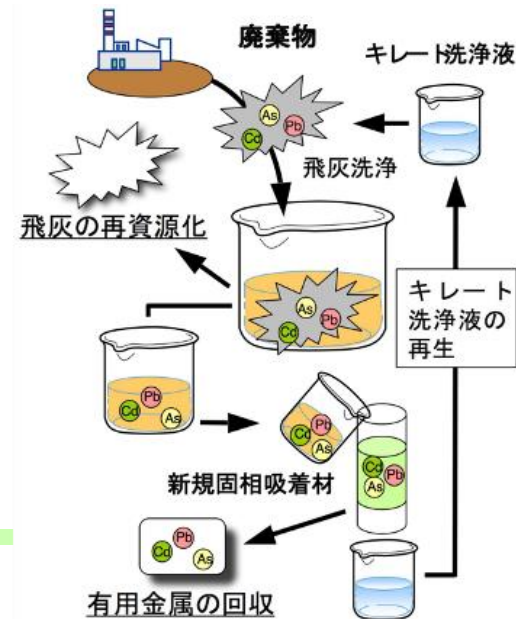 廃棄物
キレート洗浄液
As
Pb
Cd
飛灰洗浄
飛灰の再資源化
As
Pb
Cd
キレート
洗浄液の
再生
Pb
Cd
As
Pb
Cd
As
Cd
Pb
As
新規固相吸着材
Pb
Cd
As
有用金属の回収